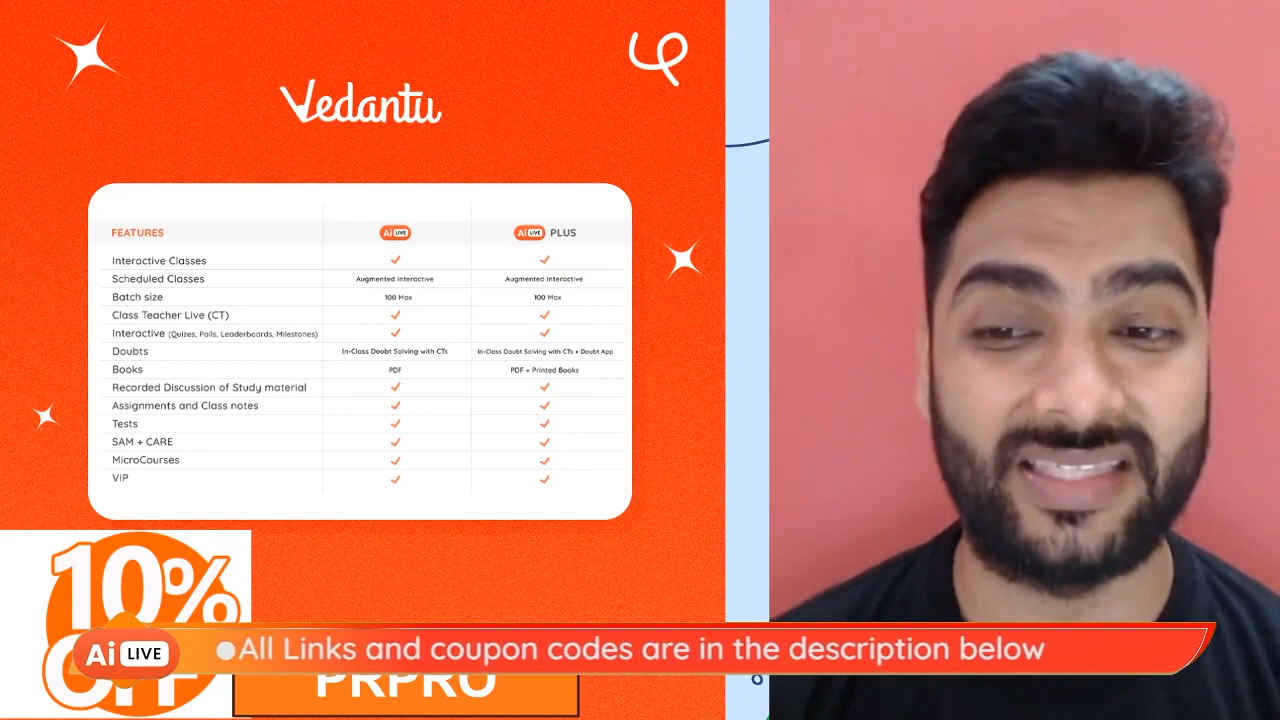 Vedantu
FEATURES Ai LIVE Ai LIVE PLUS
Interactive Classes
Scheduled Classes Augmented Interactive Augmented Interactive
Batch size 100 Max 100 Max
Class Teacher Live (CT)
Interactive (Quizes, Polls, Leaderboards, Milestones)
Doubts In-Class Doubt Solving with CTs In-Class Doubt Solving with CTs + Doubt App
Books PDF PDF + Printed Books
Recorded Discussion of Study material
Assignments and Class notes
Tests
SAM + CARE
MicroCourses
VIP
10%
OFF
Ai LIVE All Links and coupon codes are in the description below
PRPRO